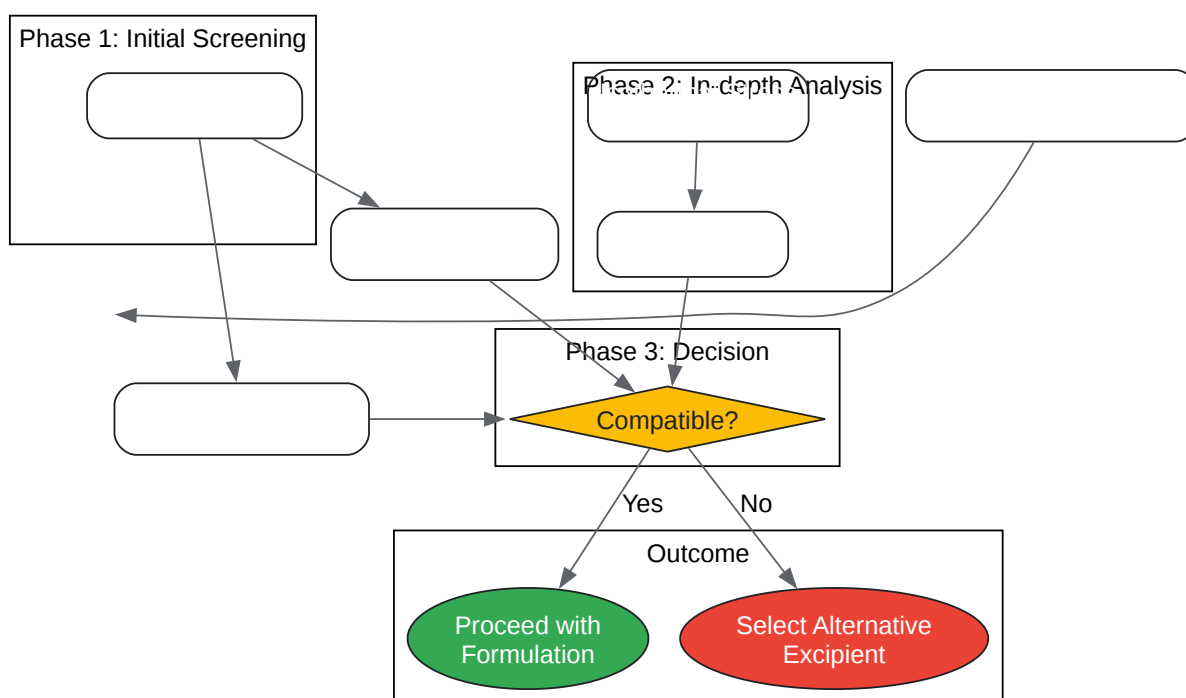 Phase 1: Initial Screening
Phase 2: In-depth Analysis
Phase 3: Decision
Compatible?
Yes
No
Outcome
Proceed with
Formulation
Select Alternative
Excipient